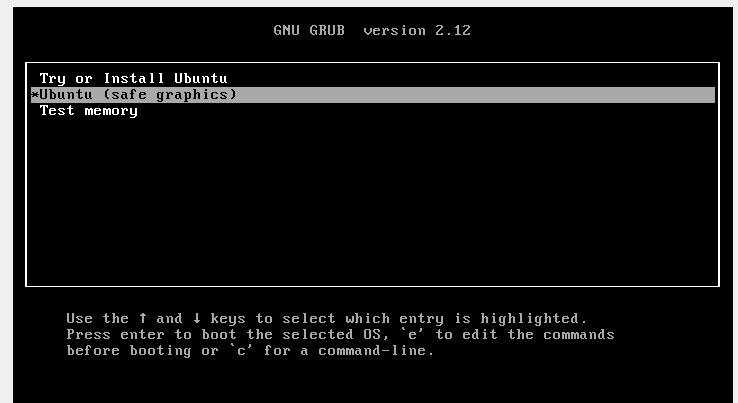 GNU GRUB  version 2.12
Try or Install Ubuntu
*Ubuntu (safe graphics)
Test memory
Use the ↑ and ↓ keys to select which entry is highlighted.
Press enter to boot the selected OS, `e' to edit the commands
before booting or `c' for a command-line.